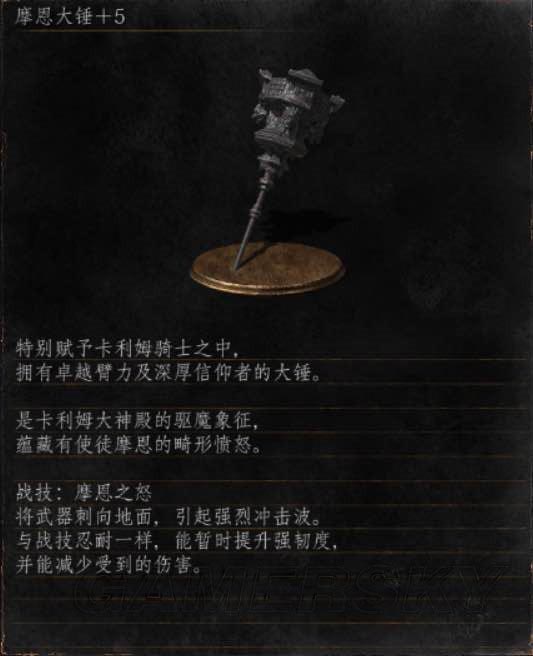 摩恩大锤+5
特别赋予卡利姆骑士之中，
拥有卓越臂力及深厚信仰者的大锤。
是卡利姆大神殿的驱魔象征，
蕴藏有使徒摩恩的畸形愤怒。
战技：摩恩之怒
将武器刺向地面，引起强烈冲击波。
与战技忍耐一样，能暂时提升强韧度，
并能减少受到的伤害。
GAMERSKY